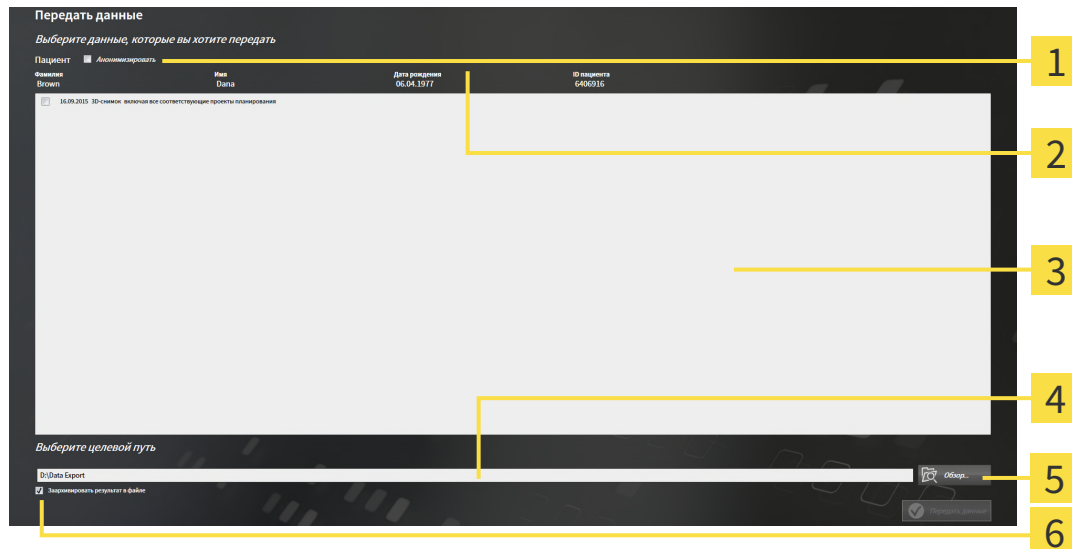 Передать данные
Выберите данные, которые вы хотите передать
Пациент Анонимизировать
Фамилия Имя Дата рождения ID пациента
Brown Dana 06.04.1977 6406916
16.09.2015 3D-снимок включая все соответствующие проекты планирования
Выберите целевой путь
D:\Data Export
Обзор...
Заархивировать результат в файле
Передать данные
1
2
3
4
5
6